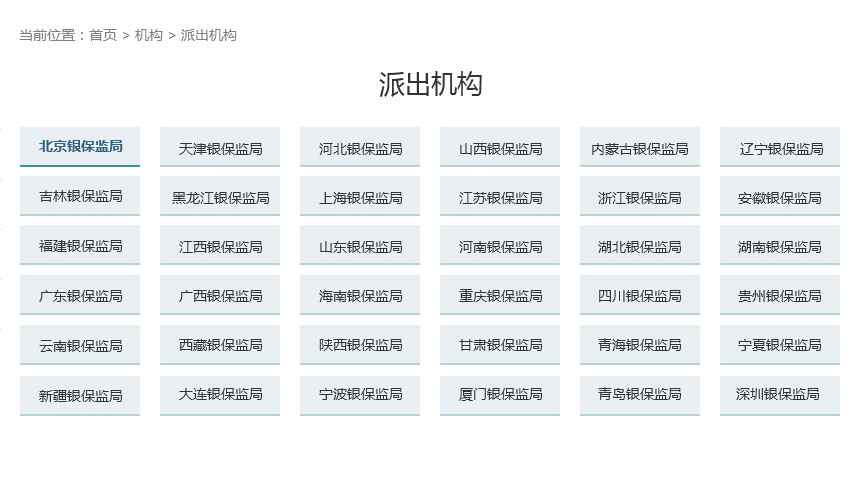 当前位置：首页 > 机构 > 派出机构
派出机构
北京银保监局 天津银保监局 河北银保监局 山西银保监局 内蒙古银保监局 辽宁银保监局
吉林银保监局 黑龙江银保监局 上海银保监局 江苏银保监局 浙江银保监局 安徽银保监局
福建银保监局 江西银保监局 山东银保监局 河南银保监局 湖北银保监局 湖南银保监局
广东银保监局 广西银保监局 海南银保监局 重庆银保监局 四川银保监局 贵州银保监局
云南银保监局 西藏银保监局 陕西银保监局 甘肃银保监局 青海银保监局 宁夏银保监局
新疆银保监局 大连银保监局 宁波银保监局 厦门银保监局 青岛银保监局 深圳银保监局